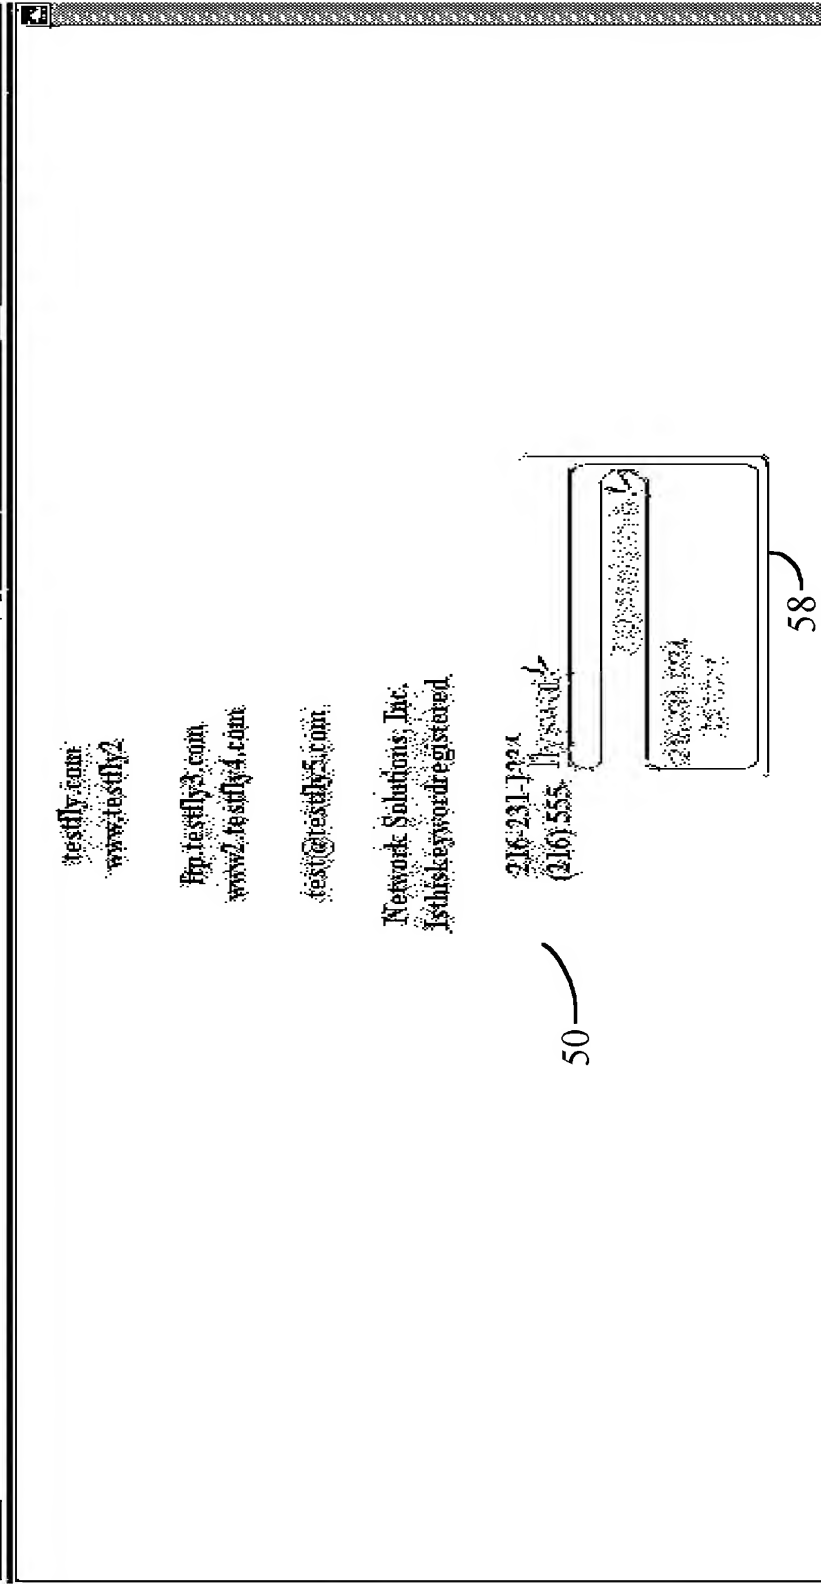 testfly.com
www.testfly2
ftp.testfly3.com
www2.testfly4.com
test@testfly5.com
Network Solutions, Inc.
Isthiskeywordregistered
216-231-1224
(216) 555-
50
58